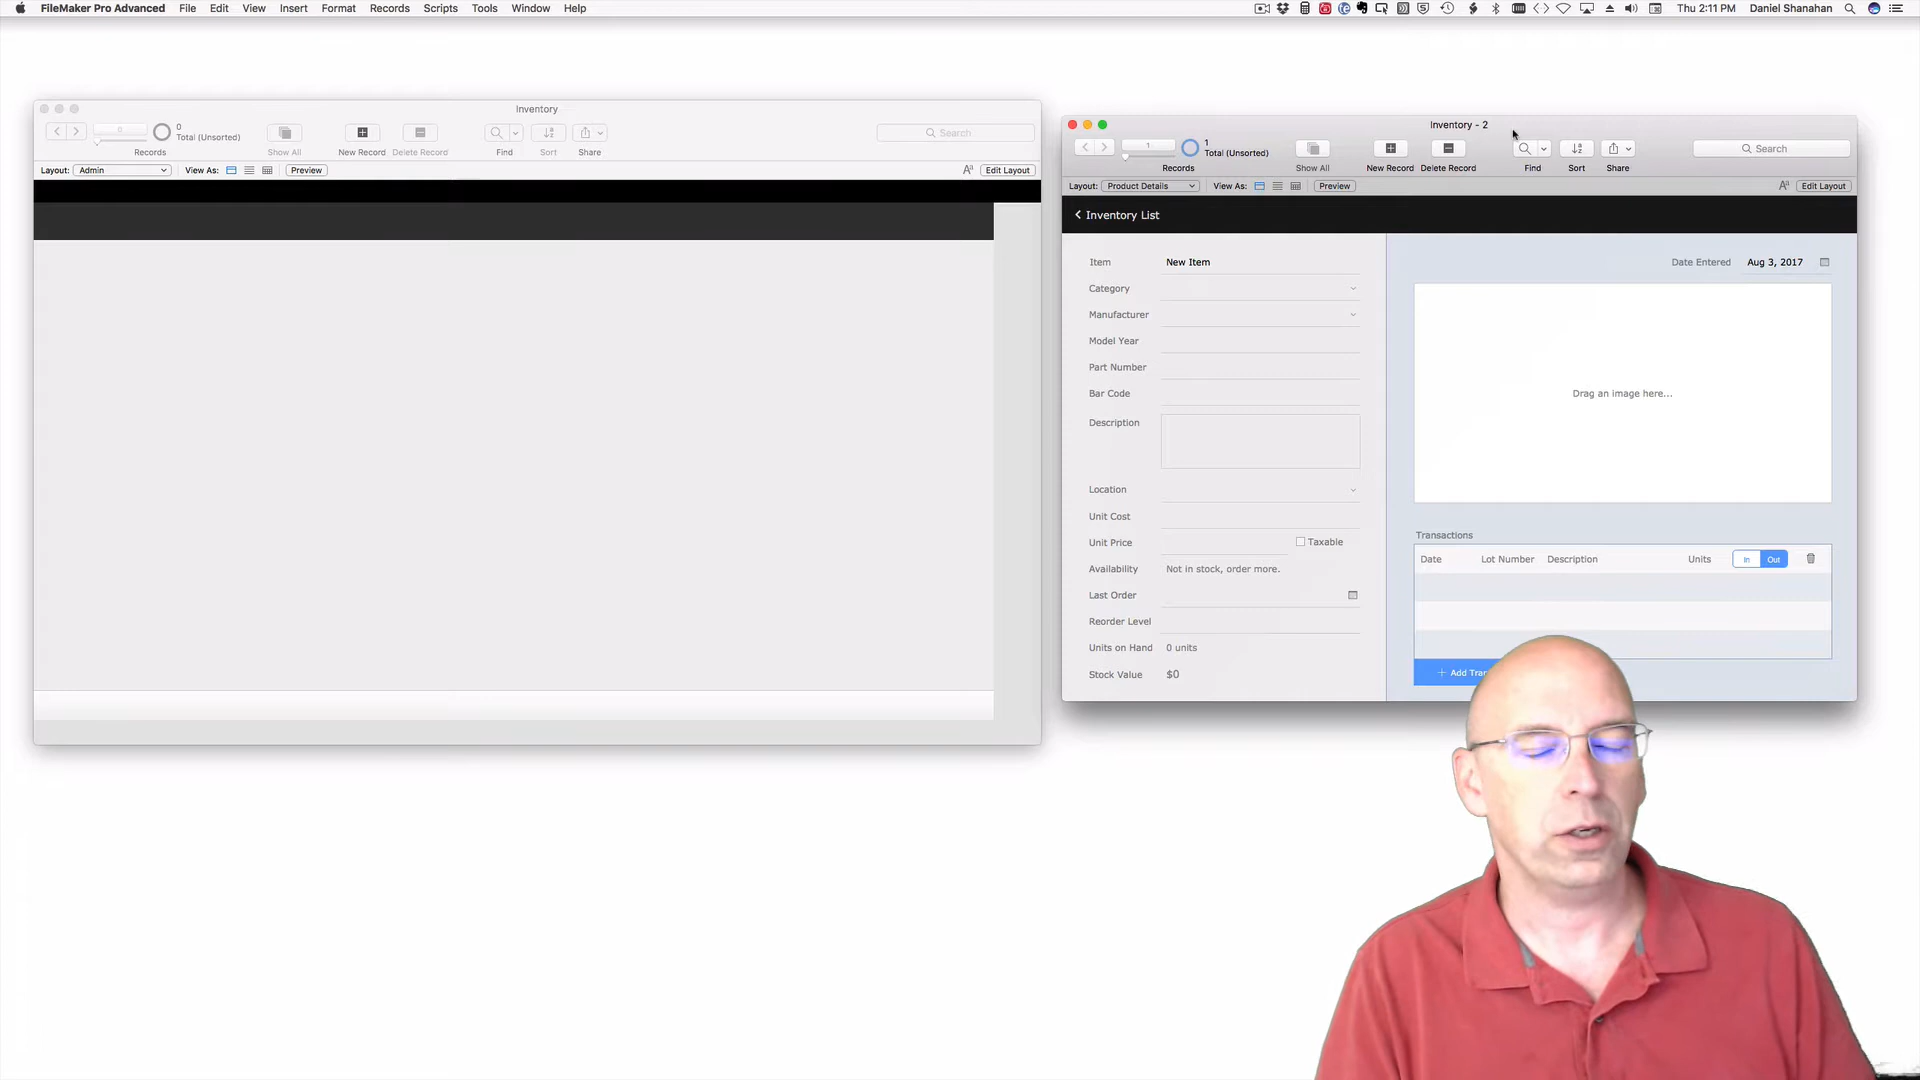 FileMaker Pro Advanced File Edit View Insert Format Records Scripts Tools Window Help
Thu 2:11 PM Daniel Shanahan
Inventory
0
0
Total (Unsorted)
Search
Records Show All New Record Delete Record Find Sort Share
Layout: Admin View As: Preview Aa Edit Layout
Inventory - 2
1
1
Total (Unsorted)
Search
Records Show All New Record Delete Record Find Sort Share
Layout: Product Details View As: Preview Aa Edit Layout
Inventory List
Item New Item
Category
Manufacturer
Model Year
Part Number
Bar Code
Description
Location
Unit Cost
Unit Price Taxable
Availability Not in stock, order more.
Last Order
Reorder Level
Units on Hand 0 units
Stock Value $0
Date Entered Aug 3, 2017
Drag an image here...
Transactions
Date Lot Number Description Units In Out
+ Add Tra